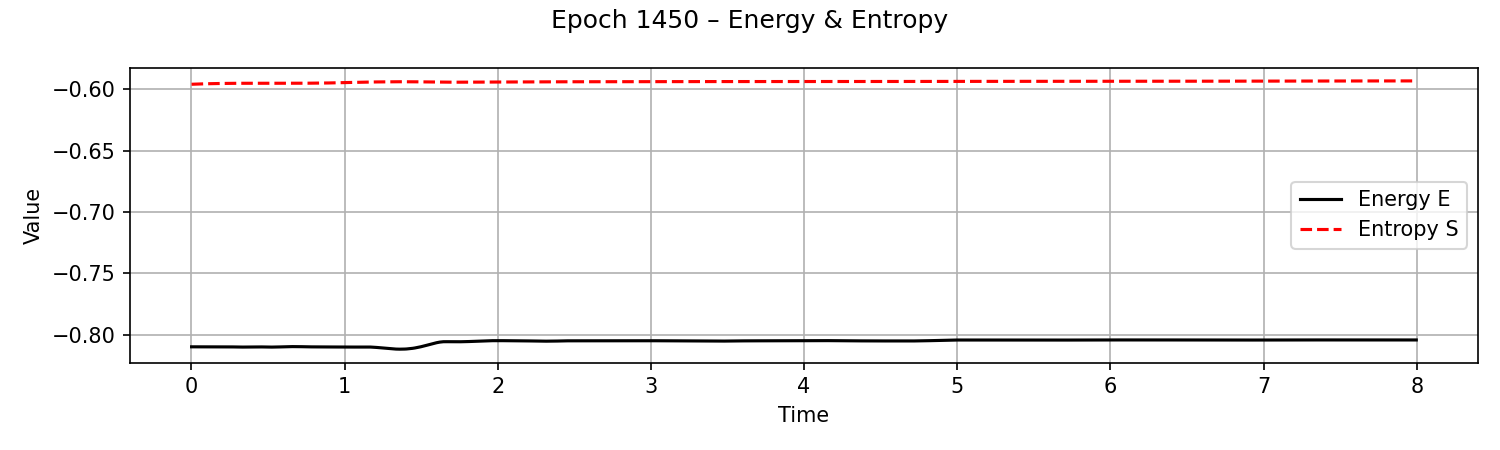 Epoch 1450 – Energy & Entropy
Value
−0.60
−0.65
−0.70
−0.75
−0.80
Energy E
Entropy S
0 1 2 3 4 5 6 7 8
Time